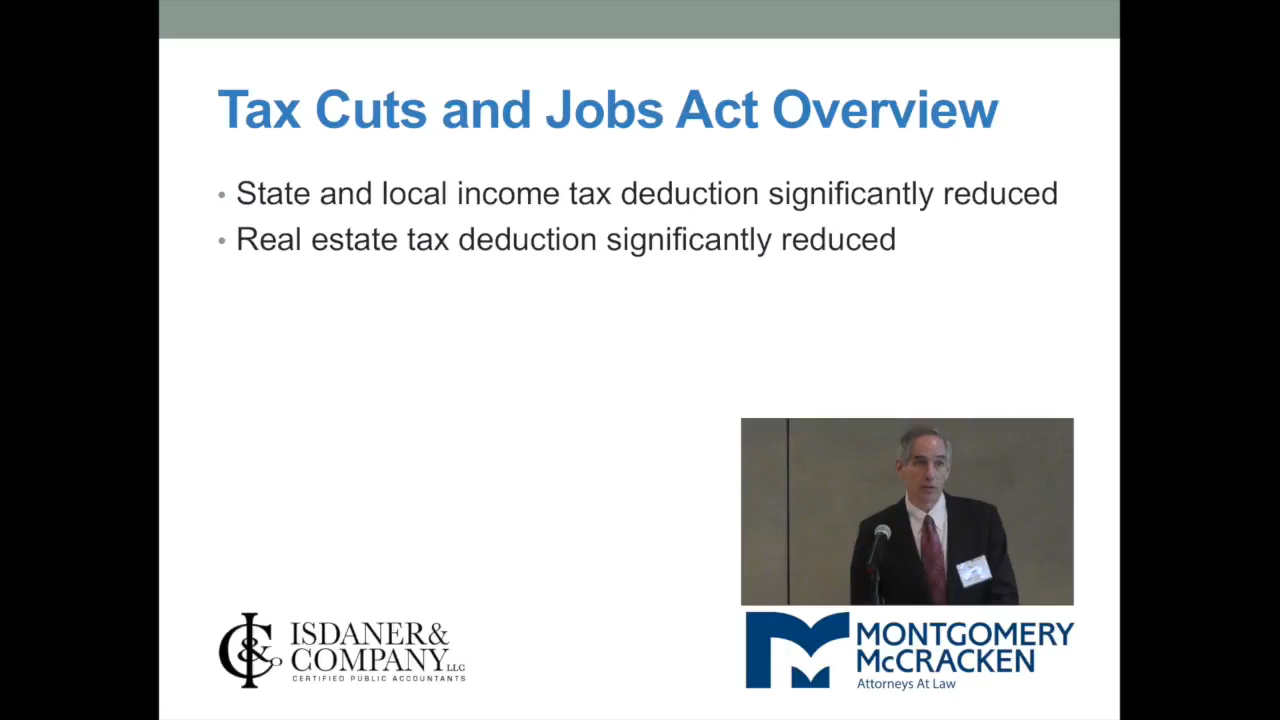 Tax Cuts and Jobs Act Overview
• State and local income tax deduction significantly reduced
• Real estate tax deduction significantly reduced
ISDANER &
COMPANY LLC
CERTIFIED PUBLIC ACCOUNTANTS
MONTGOMERY
McCRACKEN
Attorneys At Law